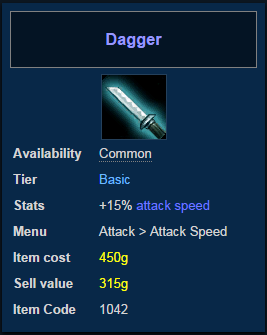 Dagger
Availability Common
Tier Basic
Stats +15% attack speed
Menu Attack > Attack Speed
Item cost 450g
Sell value 315g
Item Code 1042